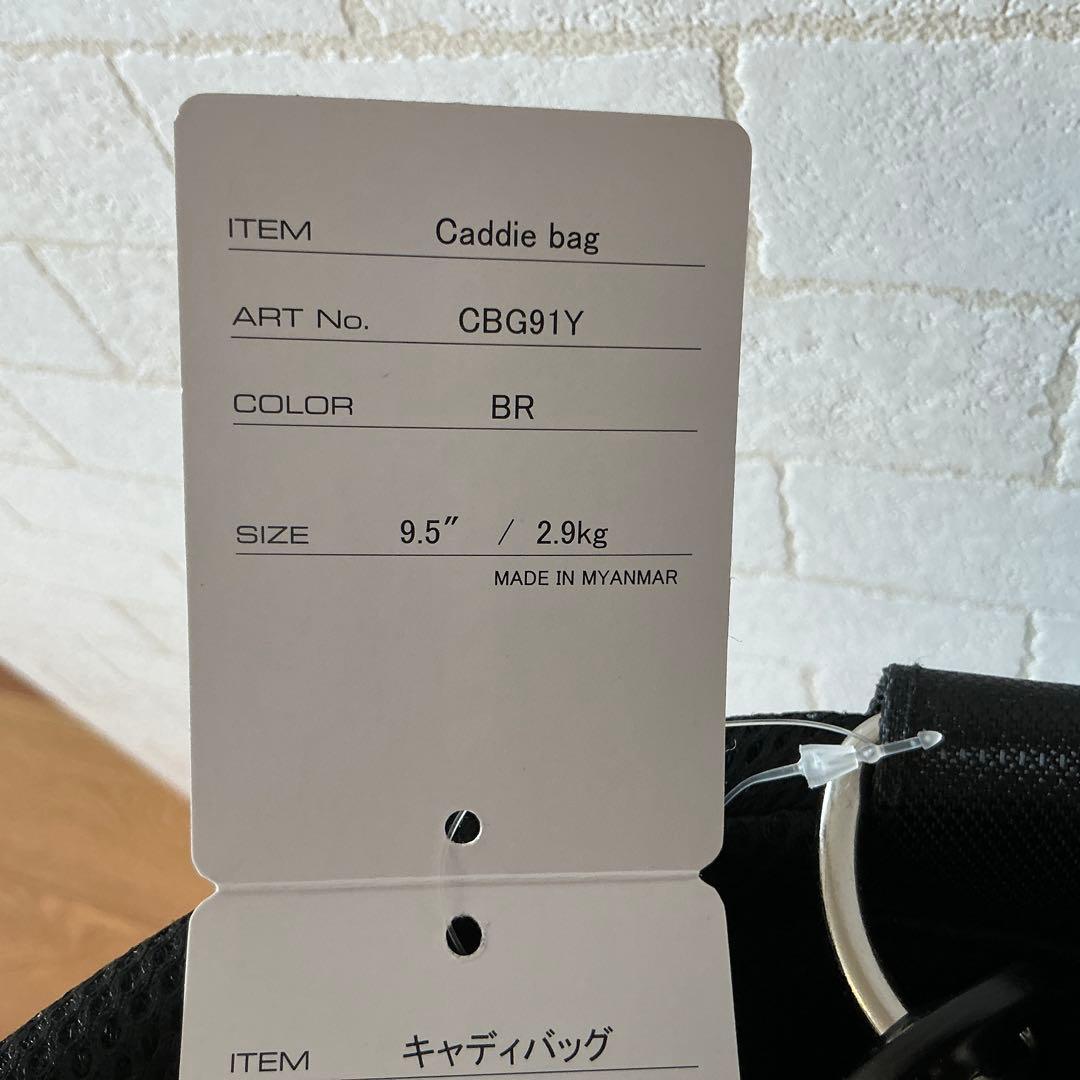 ITEM Caddie bag
ART No. CBG91Y
COLOR BR
SIZE 9.5″ / 2.9kg
MADE IN MYANMAR
ITEM キャディバッグ